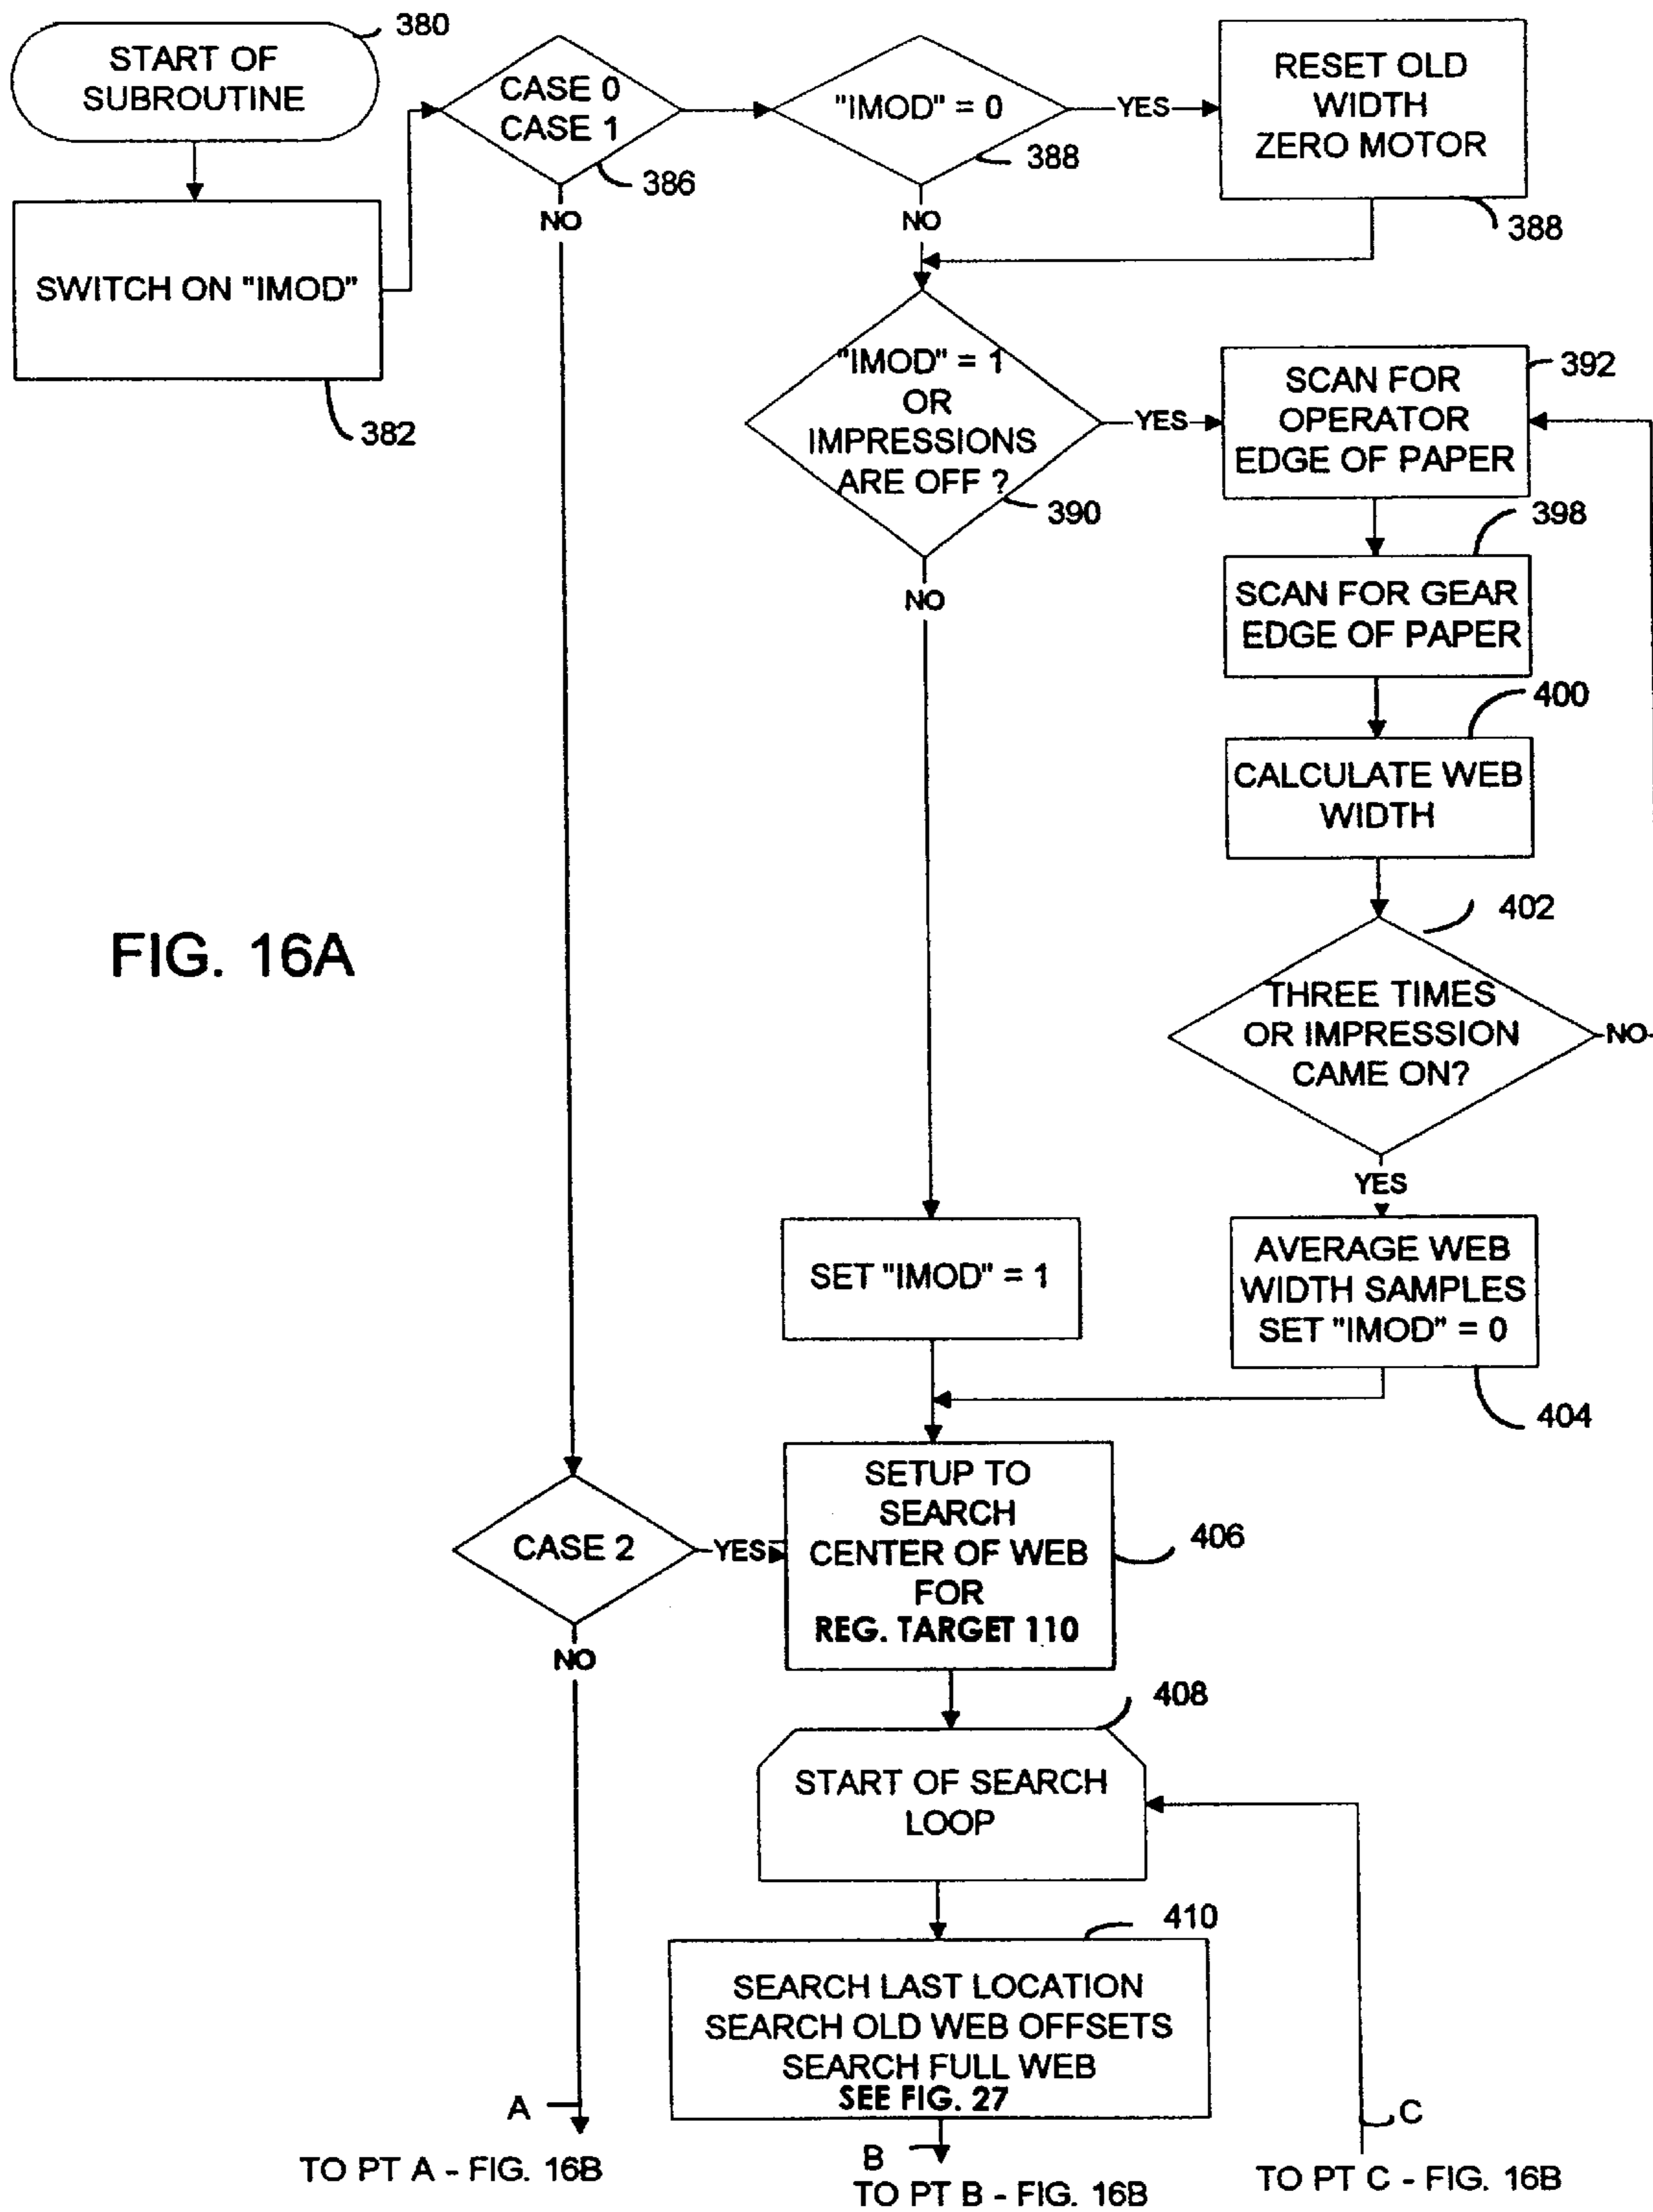 380
START OF
SUBROUTINE
SWITCH ON "IMOD"
382
CASE 0
CASE 1
386
NO
"IMOD" = 0
388
YES
NO
RESET OLD
WIDTH
ZERO MOTOR
388
"IMOD" = 1
OR
IMPRESSIONS
ARE OFF ?
390
YES
NO
SCAN FOR
OPERATOR
EDGE OF PAPER
392
398
SCAN FOR GEAR
EDGE OF PAPER
400
CALCULATE WEB
WIDTH
402
THREE TIMES
OR IMPRESSION
CAME ON?
NO
YES
FIG. 16A
SET "IMOD" = 1
AVERAGE WEB
WIDTH SAMPLES
SET "IMOD" = 0
404
CASE 2
YES
NO
SETUP TO
SEARCH
CENTER OF WEB
FOR
REG. TARGET 110
406
408
START OF SEARCH
LOOP
410
SEARCH LAST LOCATION
SEARCH OLD WEB OFFSETS
SEARCH FULL WEB
SEE FIG. 27
A
TO PT A - FIG. 16B
B
TO PT B - FIG. 16B
C
TO PT C - FIG. 16B